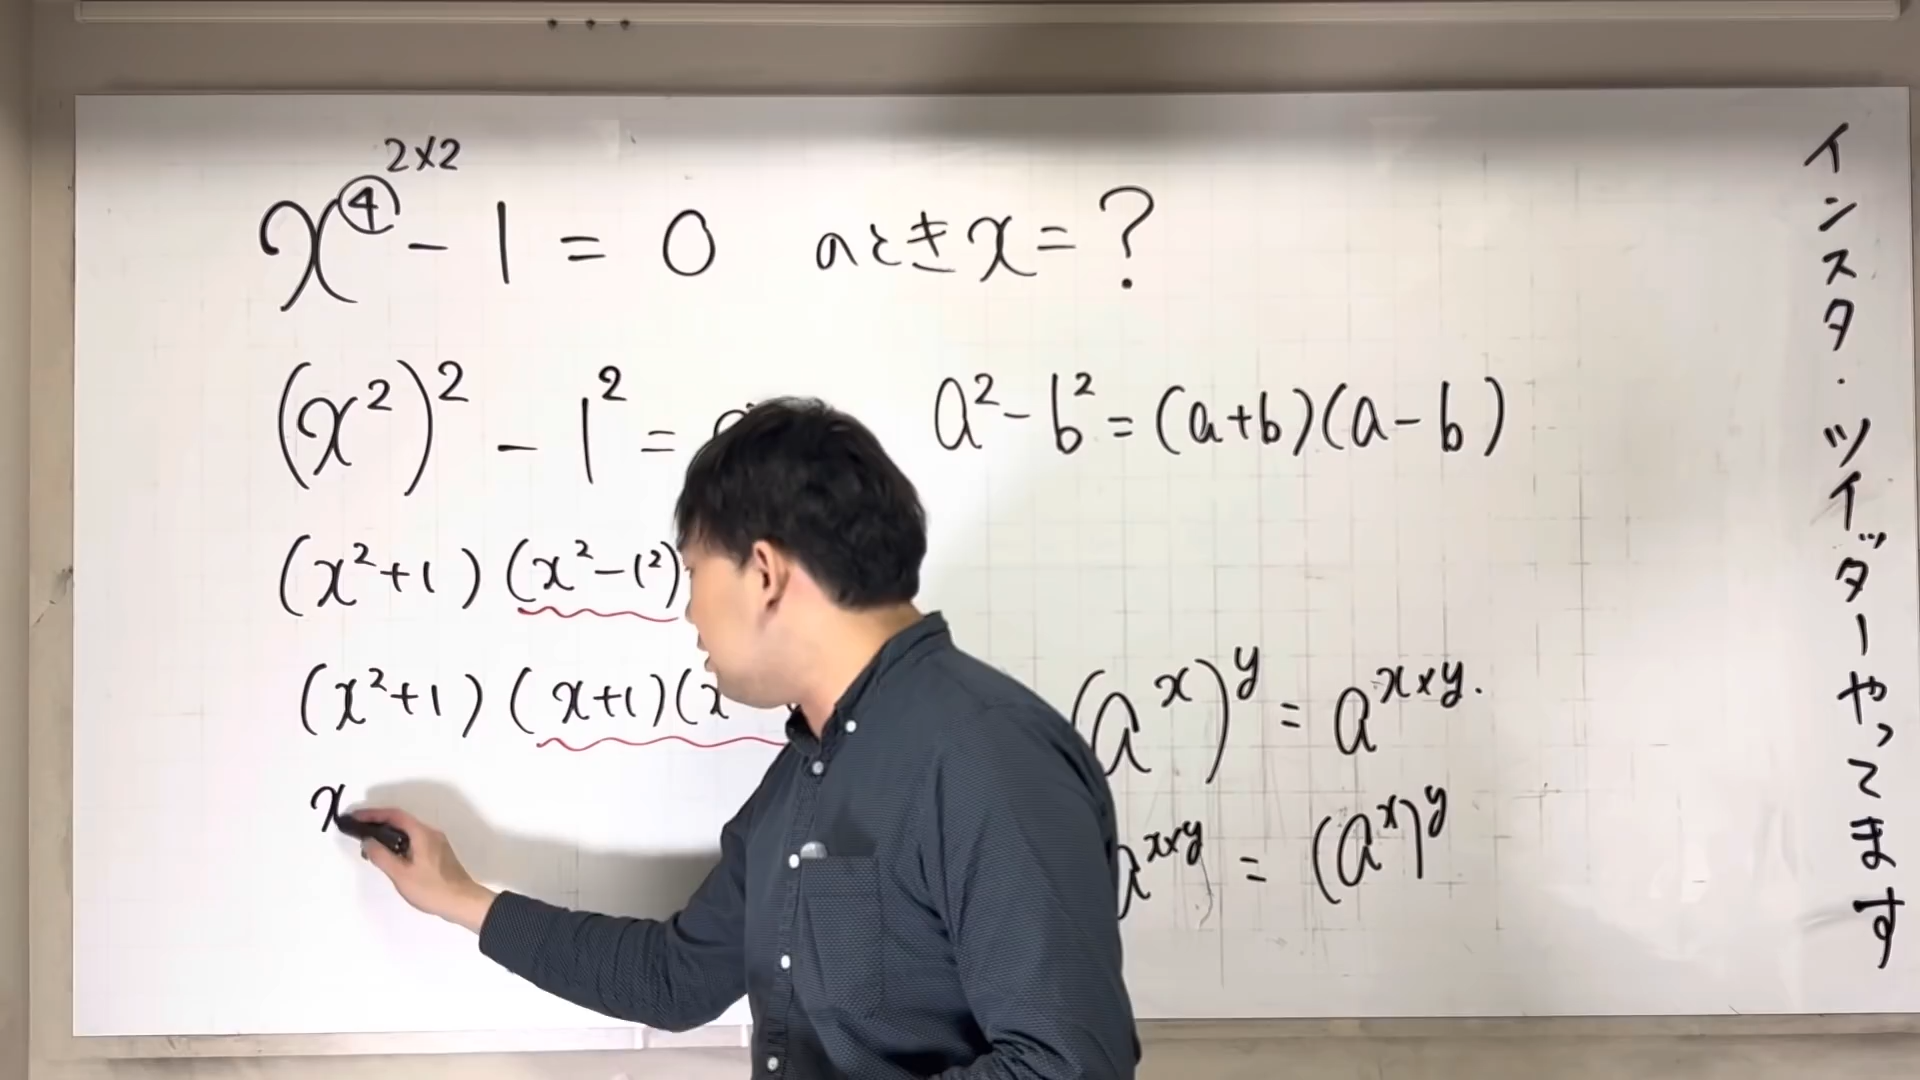 2×2
x④ - 1 = 0 のとき x = ?
(x²)² - 1² =
a² - b² = (a+b)(a-b)
(x²+1)(x²-1²)
(x²+1)(x+1)(x
(a^x)^y = a^{x×y}.
x
a^{x×y} = (a^x)^y
インスタ・ツイッターやってます